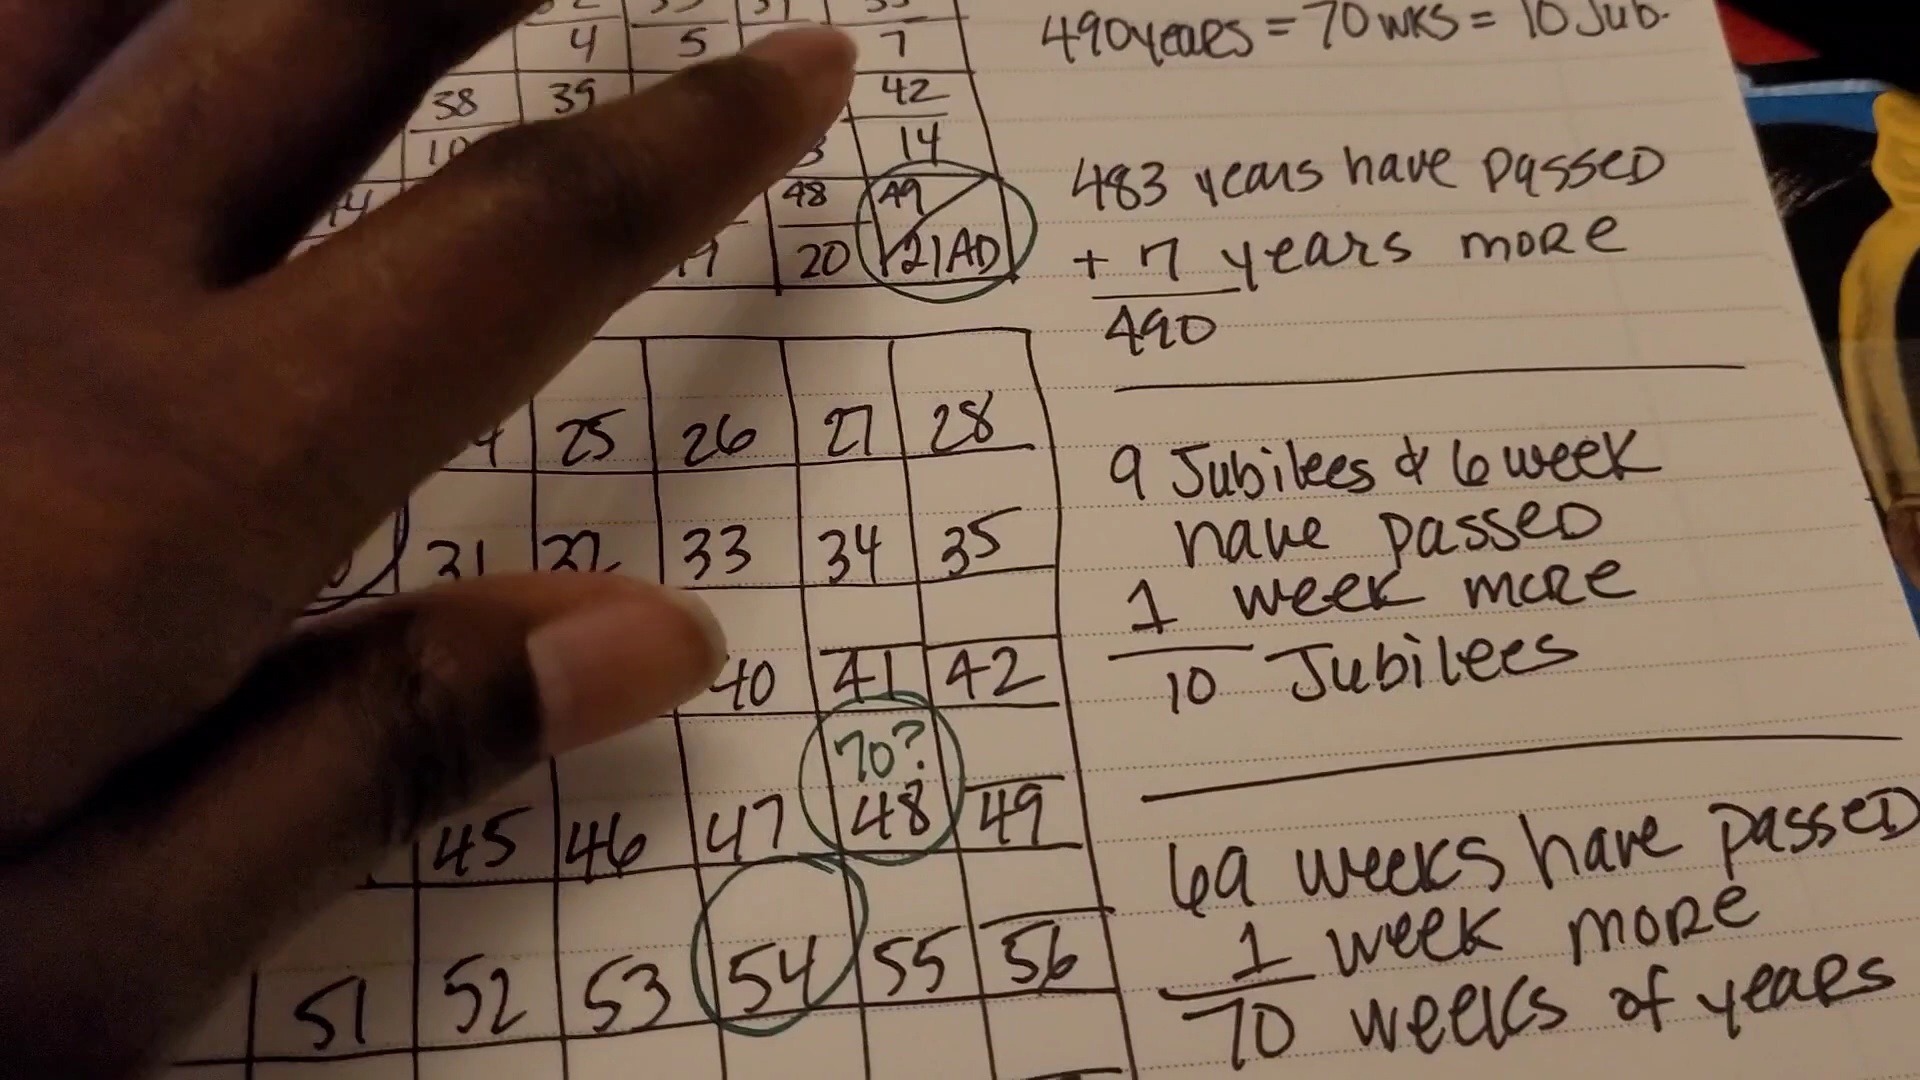 4 5 7
38 39 42
10 14
48 49
20 21AD
25 26 27 28
31 32 33 34 35
40 41 42
70?
45 46 47 48 49
51 52 53 54 55 56
490years = 70 wks = 10 Jub.
483 years have passed
+ 7 years more
490
9 Jubilees & 6 week
have passed
1 week more
10 Jubilees
69 weeks have passed
1 week more
70 weeks of years